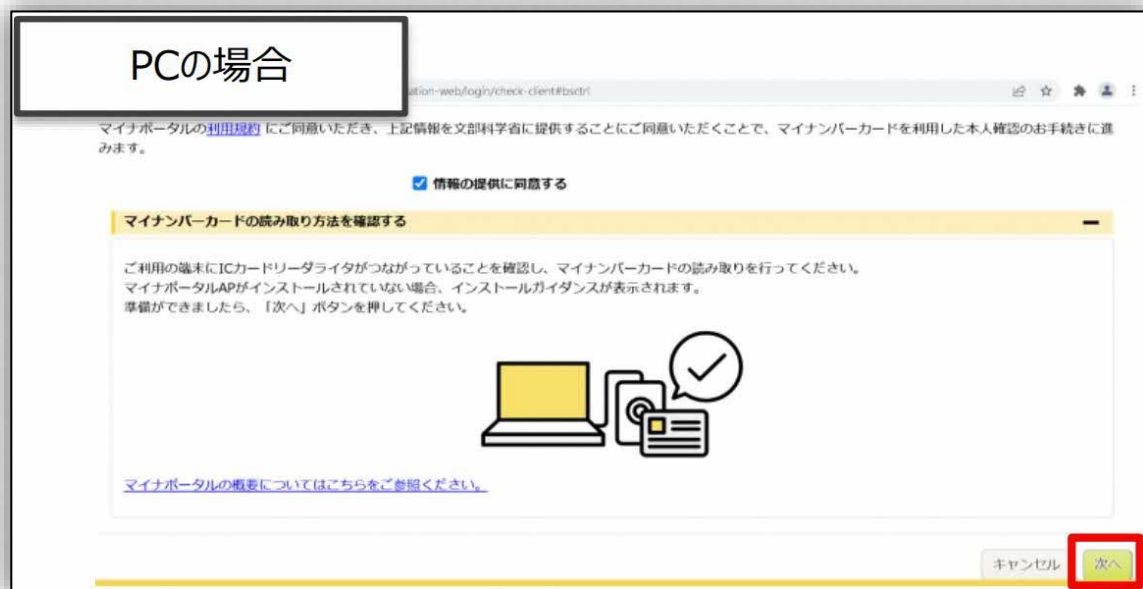 PCの場合
ation-web/login/check-client#bsctrl
マイナポータルの利用規約 にご同意いただき、上記情報を文部科学省に提供することにご同意いただくことで、マイナンバーカードを利用した本人確認のお手続きに進
みます。
情報の提供に同意する
マイナンバーカードの読み取り方法を確認する
ご利用の端末にICカードリーダライタがつながっていることを確認し、マイナンバーカードの読み取りを行ってください。
マイナポータルAPがインストールされていない場合、インストールガイダンスが表示されます。
準備ができましたら、「次へ」ボタンを押してください。
マイナポータルの概要についてはこちらをご参照ください。
キャンセル 次へ